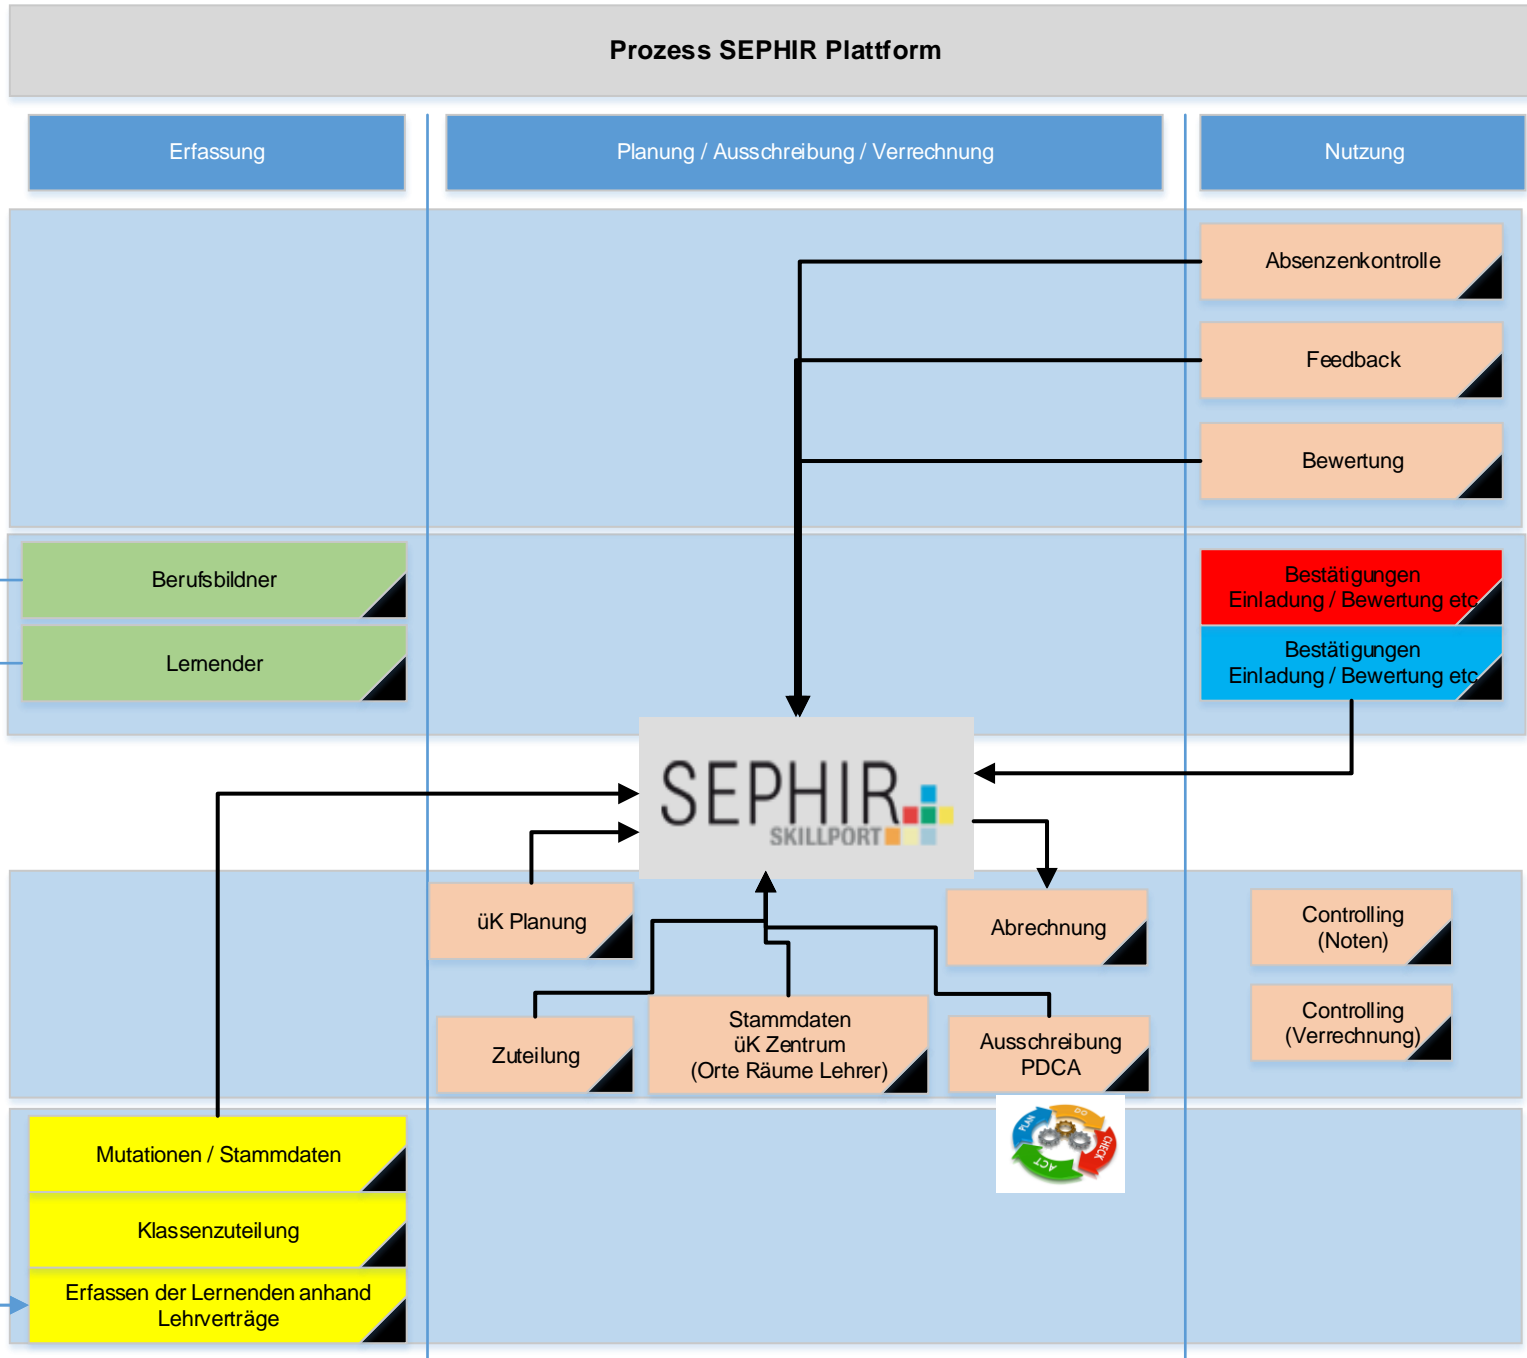 Prozess SEPHIR Plattform
Erfassung
Planung / Ausschreibung / Verrechnung
Nutzung
Absenzenkontrolle
Feedback
Bewertung
Berufsbildner
Lernender
Bestätigungen
Einladung / Bewertung etc
Bestätigungen
Einladung / Bewertung etc
SEPHIR
SKILLPORT
üK Planung
Abrechnung
Controlling
(Noten)
Zuteilung
Stammdaten
üK Zentrum
(Orte Räume Lehrer)
Ausschreibung
PDCA
Controlling
(Verrechnung)
PLAN
DO
CHECK
ACT
Mutationen / Stammdaten
Klassenzuteilung
Erfassen der Lernenden anhand
Lehrverträge